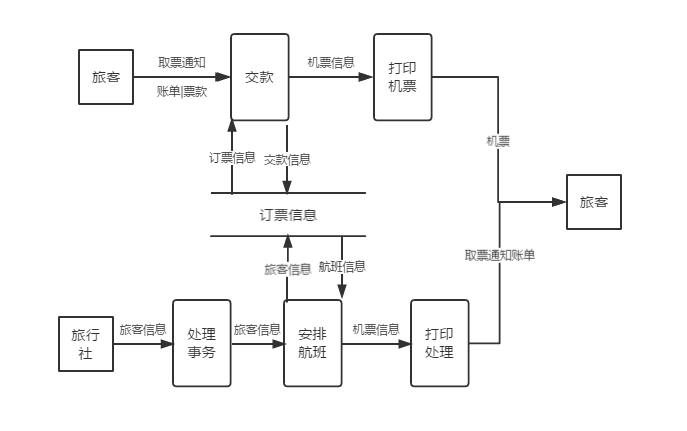 旅客
取票通知
账单|票款
交款
机票信息
打印
机票
机票
订票信息
交款信息
旅客
订票信息
取票通知账单
旅客信息
航班信息
旅行
社
旅客信息
处理
事务
旅客信息
安排
航班
机票信息
打印
处理